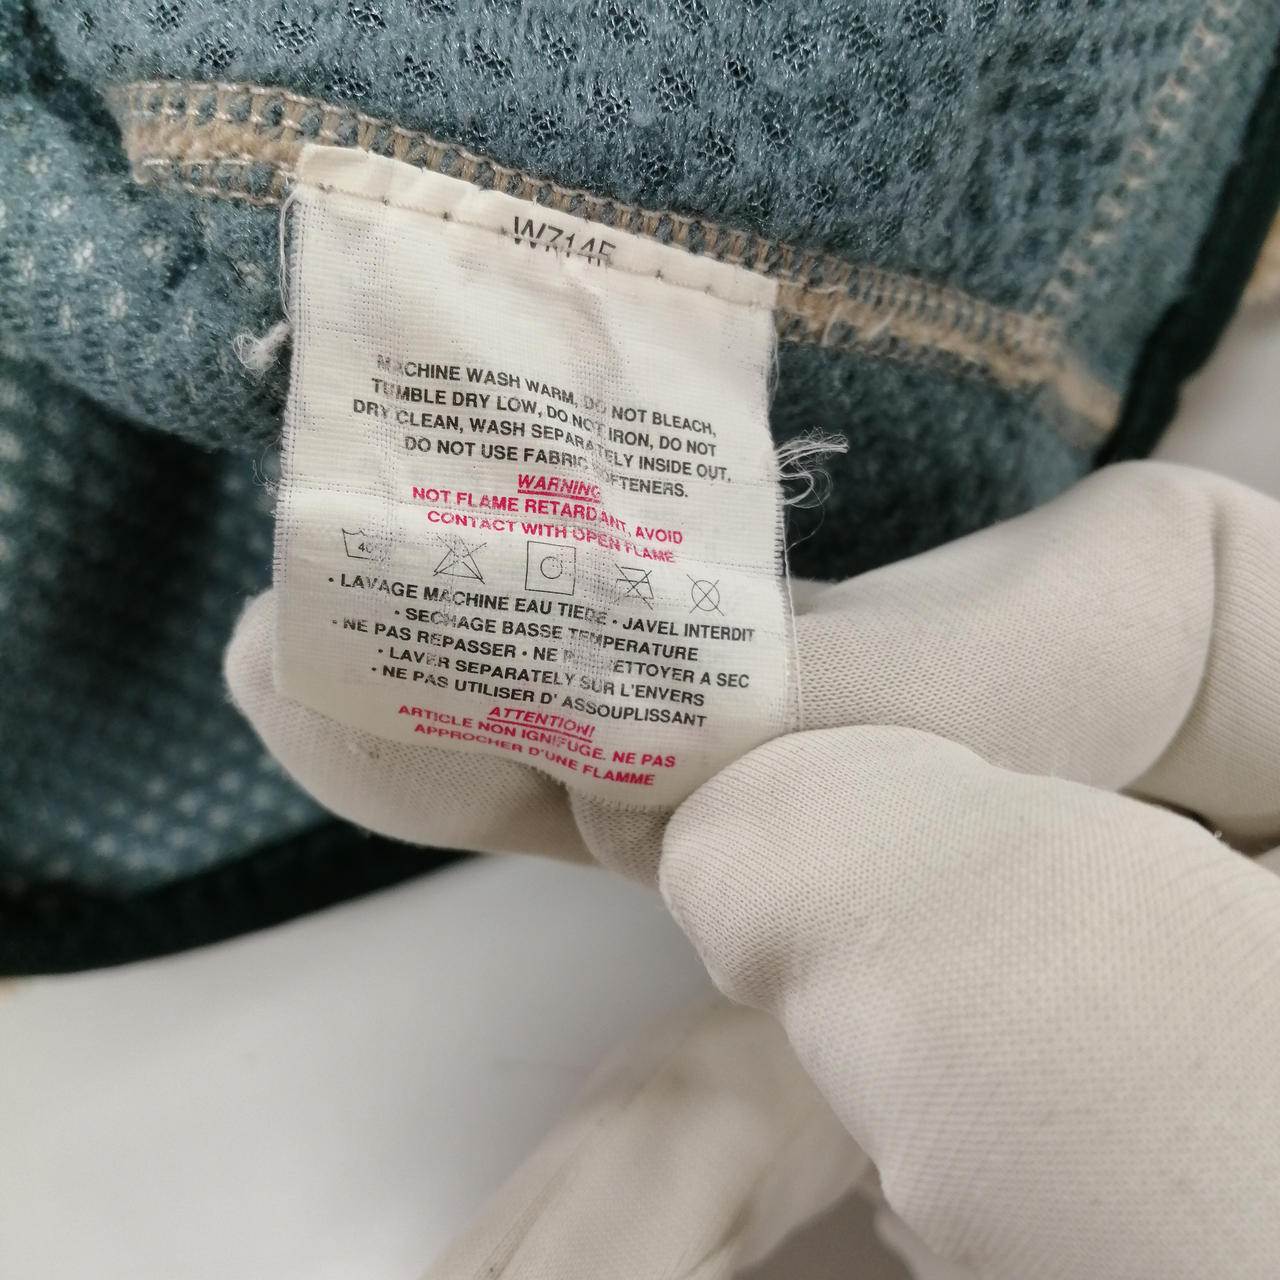 MACHINE WASH WARM, DO NOT BLEACH,
TUMBLE DRY LOW, DO NOT IRON, DO NOT
DRY CLEAN, WASH SEPARATELY INSIDE OUT,
DO NOT USE FABRIC SOFTENERS.
WARNING
NOT FLAME RETARDANT, AVOID
CONTACT WITH OPEN FLAME
40
• LAVAGE MACHINE EAU TIEDE • JAVEL INTERDIT
• SECHAGE BASSE TEMPERATURE
• NE PAS REPASSER • NE PAS NETTOYER A SEC
• LAVER SEPARATELY SUR L'ENVERS
• NE PAS UTILISER D' ASSOUPLISSANT
ATTENTION!
ARTICLE NON IGNIFUGE. NE PAS
APPROCHER D'UNE FLAMME